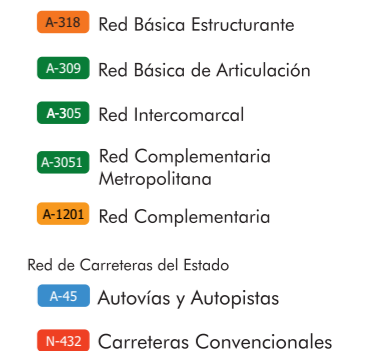 A-318 Red Básica Estructurante
A-309 Red Básica de Articulación
A-305 Red Intercomarcal
A-3051 Red Complementaria
Metropolitana
A-1201 Red Complementaria
Red de Carreteras del Estado
A-45 Autovías y Autopistas
N-432 Carreteras Convencionales